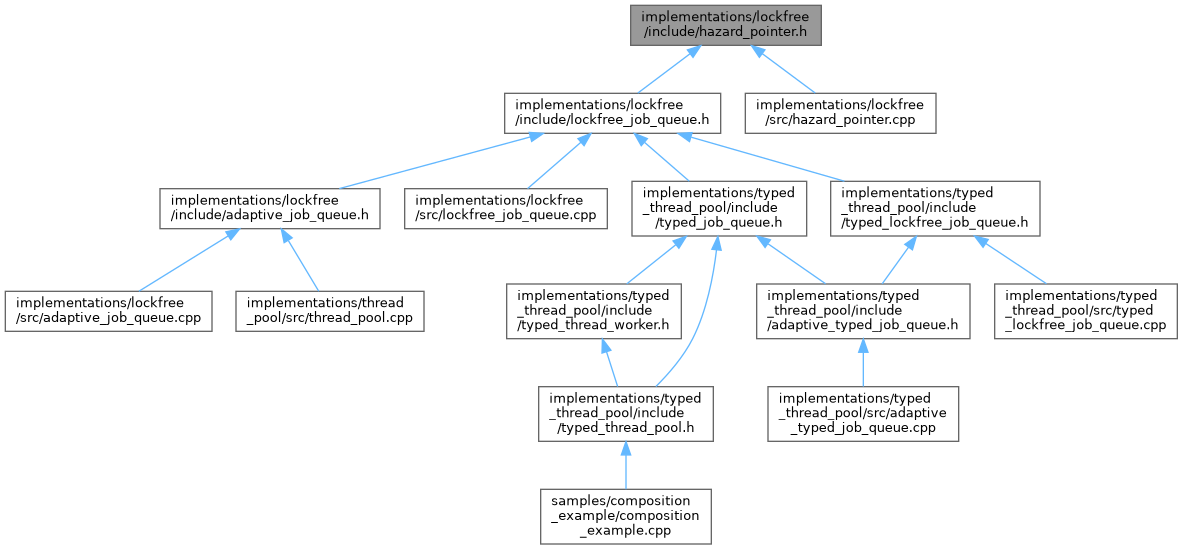 implementations/lockfree
/include/hazard_pointer.h
implementations/lockfree
/include/lockfree_job_queue.h
implementations/lockfree
/src/hazard_pointer.cpp
implementations/lockfree
/include/adaptive_job_queue.h
implementations/lockfree
/src/lockfree_job_queue.cpp
implementations/typed
_thread_pool/include
/typed_job_queue.h
implementations/typed
_thread_pool/include
/typed_lockfree_job_queue.h
implementations/lockfree
/src/adaptive_job_queue.cpp
implementations/thread
_pool/src/thread_pool.cpp
implementations/typed
_thread_pool/include
/typed_thread_worker.h
implementations/typed
_thread_pool/include
/adaptive_typed_job_queue.h
implementations/typed
_thread_pool/src/typed
_lockfree_job_queue.cpp
implementations/typed
_thread_pool/include
/typed_thread_pool.h
implementations/typed
_thread_pool/src/adaptive
_typed_job_queue.cpp
samples/composition
_example/composition
_example.cpp